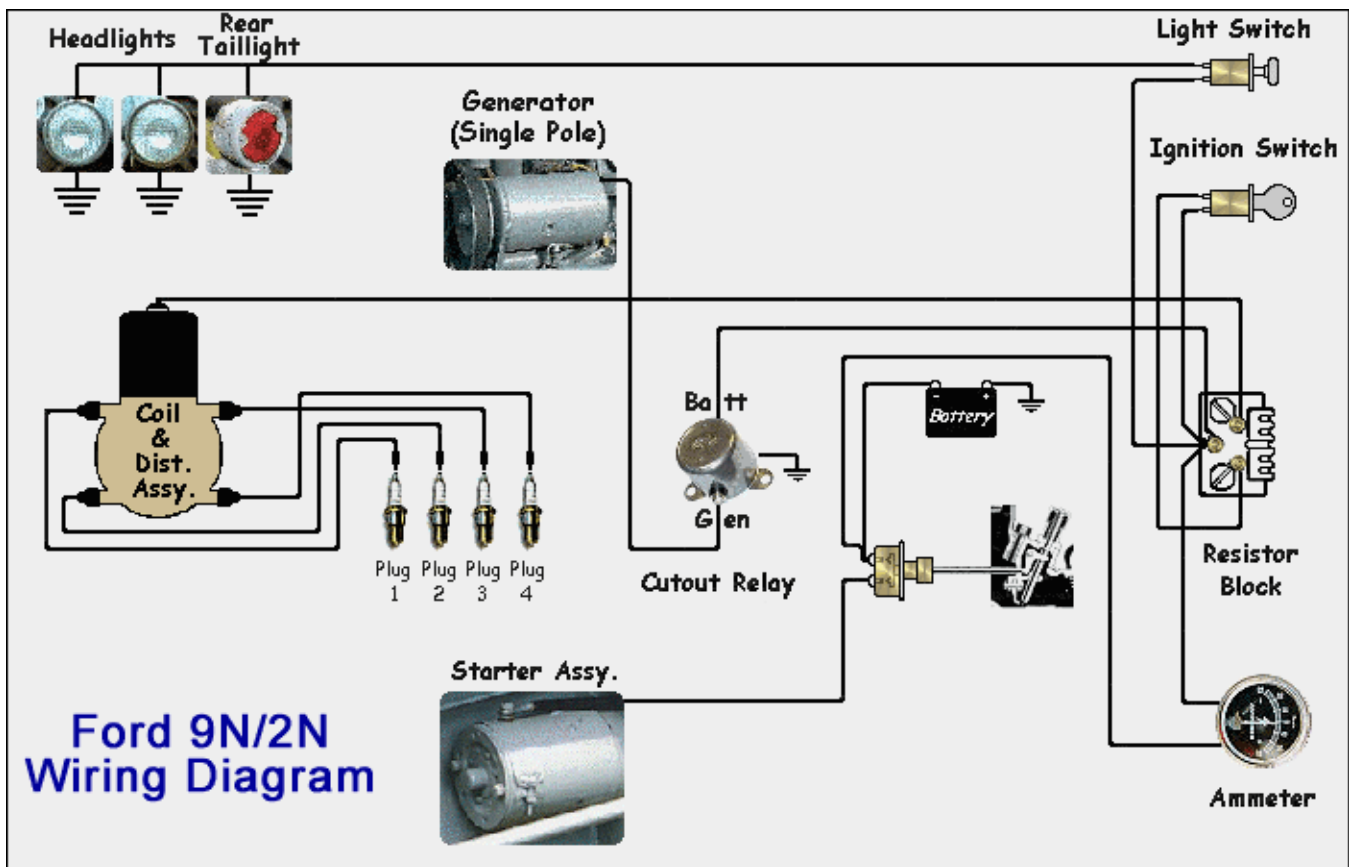 Headlights
Rear
Taillight
Light Switch
Generator
(Single Pole)
Ignition Switch
Coil
&
Dist.
Assy.
Batt
Gen
Cutout Relay
- +
Battery
Plug Plug Plug Plug
1 2 3 4
Resistor
Block
Starter Assy.
Ford 9N/2N
Wiring Diagram
Ammeter